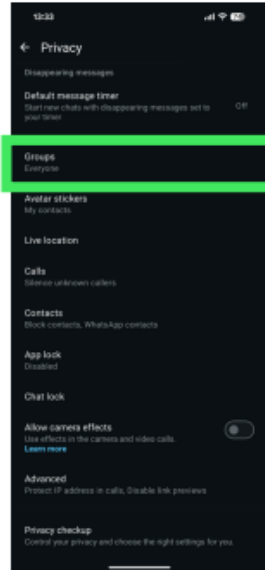 13:33
Privacy
Disappearing messages
Default message timer
Start new chats with disappearing messages set to
your timer
Off
Groups
Everyone
Avatar stickers
My contacts
Live location
Calls
Silence unknown callers
Contacts
Block contacts, WhatsApp contacts
App lock
Disabled
Chat lock
Allow camera effects
Use effects in the camera and video calls.
Learn more
Advanced
Protect IP address in calls, Disable link previews
Privacy checkup
Control your privacy and choose the right settings for you.